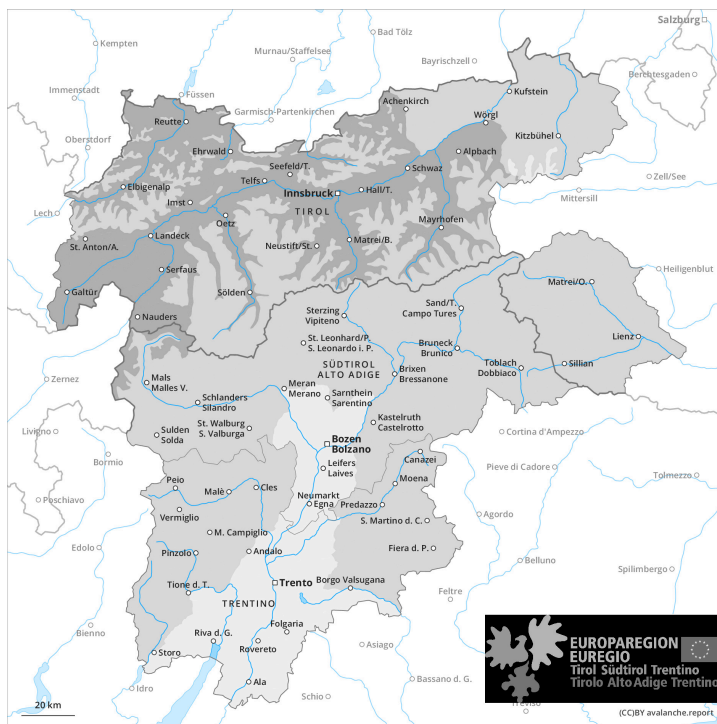 Salzburg
Kempten
Bad Tölz
Murnau/Staffelsee
Bayrischzell
Berchtesgaden
Immenstadt
Füssen
Achenkirch
Kufstein
Garmisch-Partenkirchen
Reutte
Wörgl
Oberstdorf
Ehrwald
Kitzbühel
Alpbach
Seefeld/T.
Schwaz
Telfs
Zell/See
Elbigenalp
Innsbruck
Hall/T.
Mittersill
Imst
TIROL
Lech
Oetz
Mayrhofen
St. Anton/A.
Landeck
Neustift/St.
Matrei/B.
Serfaus
Heiligenblut
Galtür
Sölden
Matrei/O.
Nauders
Sand/T.
Campo Tures
Sterzing
Vipiteno
Lienz
St. Leonhard/P.
S. Leonardo i. P.
Bruneck
Brunico
Toblach
Dobbiaco
Sillian
SÜDTIROL
ALTO ADIGE
Brixen
Bressanone
Zernez
Mals
Malles V.
Meran
Merano
Sarnthein
Sarentino
Schlanders
Silandro
Kastelruth
Castelrotto
Livigno
Sulden
Solda
St. Walburg
S. Valburga
Cortina d'Ampezzo
Bozen
Bolzano
Bormio
Canazei
Pieve di Cadore
Leifers
Laives
Tolmezzo
Moena
Poschiavo
Peio
Malè
Cles
Neumarkt
Egna
Predazzo
Vermiglio
Agordo
S. Martino d. C.
M. Campiglio
Edolo
Pinzolo
Andalo
Fiera d. P.
Belluno
Spilimbergo
Trento
Borgo Valsugana
Tione d. T.
Feltre
TRENTINO
Bienno
Riva d. G.
Folgaria
Rovereto
Asiago
Storo
EUROPAREGION
EUREGIO
Tirol Südtirol Trentino
Tirolo Alto Adige Trentino
Idro
Ala
Bassano d. G.
Schio
Treviso
20 km
(CC)BY avalanche.report